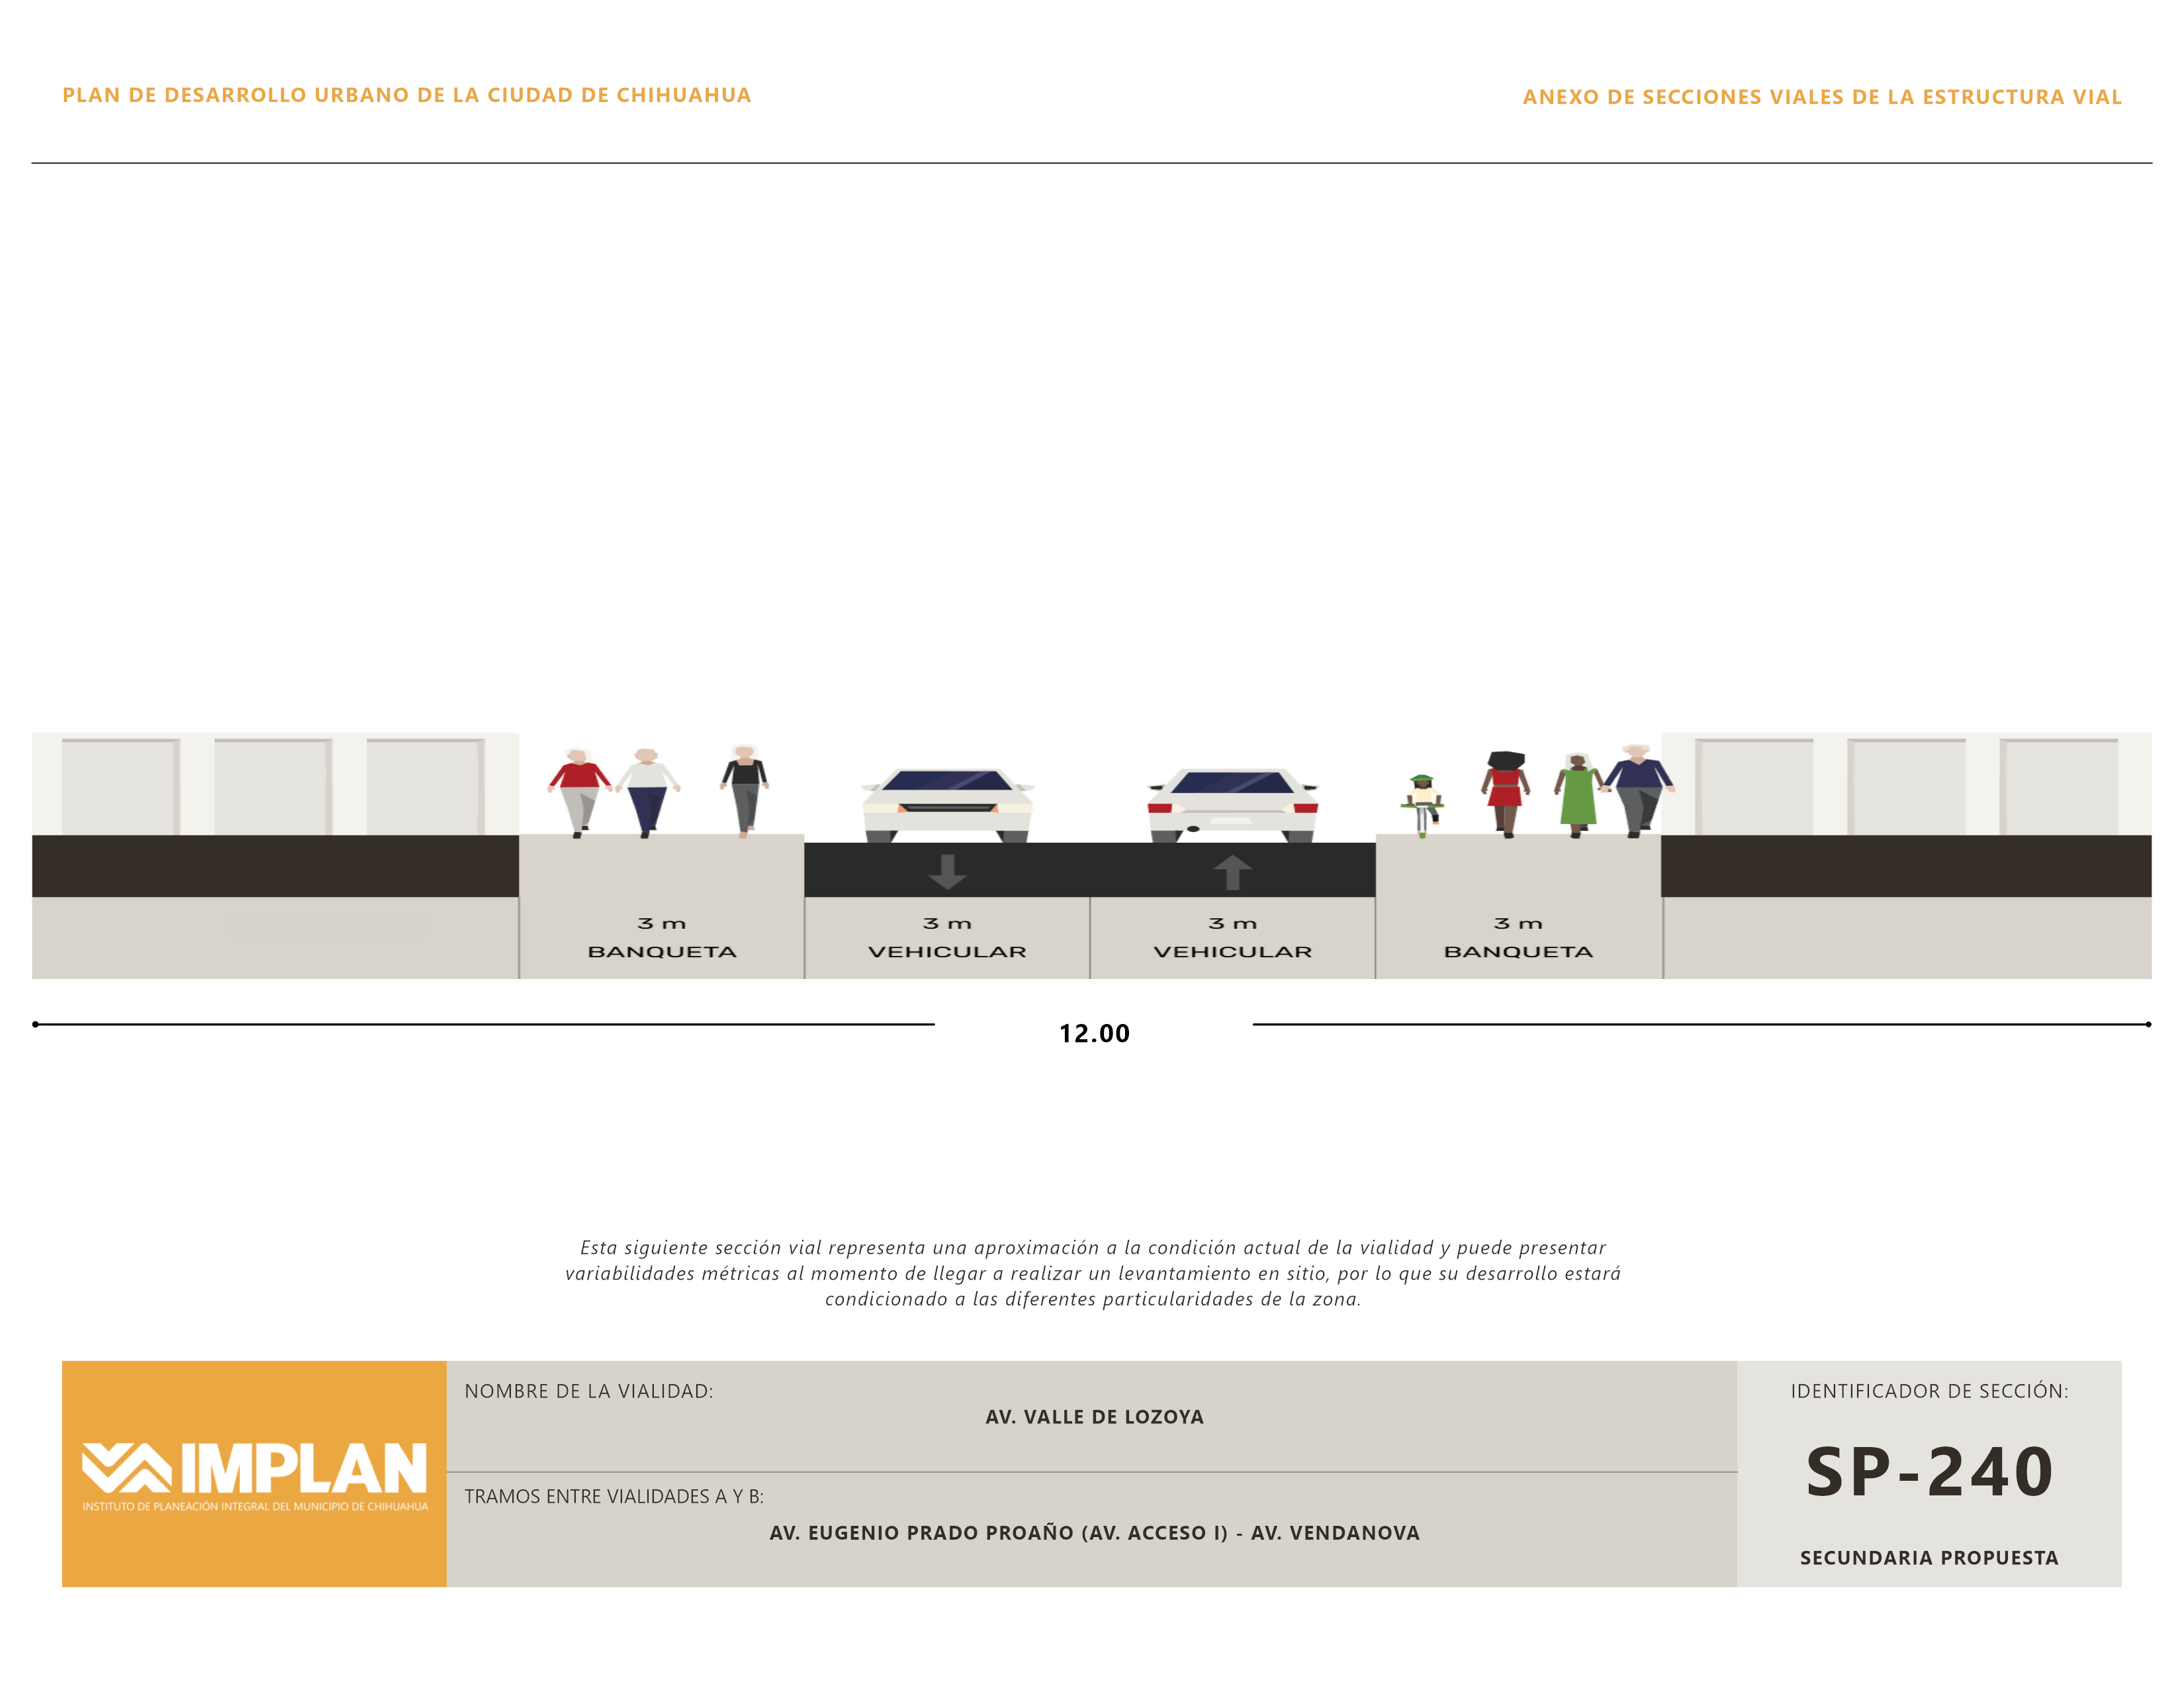 PLAN DE DESARROLLO URBANO DE LA CIUDAD DE CHIHUAHUA
ANEXO DE SECCIONES VIALES DE LA ESTRUCTURA VIAL
3 m
BANQUETA
3 m
VEHICULAR
3 m
VEHICULAR
3 m
BANQUETA
12.00
Esta siguiente sección vial representa una aproximación a la condición actual de la vialidad y puede presentar
variabilidades métricas al momento de llegar a realizar un levantamiento en sitio, por lo que su desarrollo estará
condicionado a las diferentes particularidades de la zona.
IMPLAN
INSTITUTO DE PLANEACIÓN INTEGRAL DEL MUNICIPIO DE CHIHUAHUA
NOMBRE DE LA VIALIDAD:
AV. VALLE DE LOZOYA
TRAMOS ENTRE VIALIDADES A Y B:
AV. EUGENIO PRADO PROAÑO (AV. ACCESO I) - AV. VENDANOVA
IDENTIFICADOR DE SECCIÓN:
SP-240
SECUNDARIA PROPUESTA